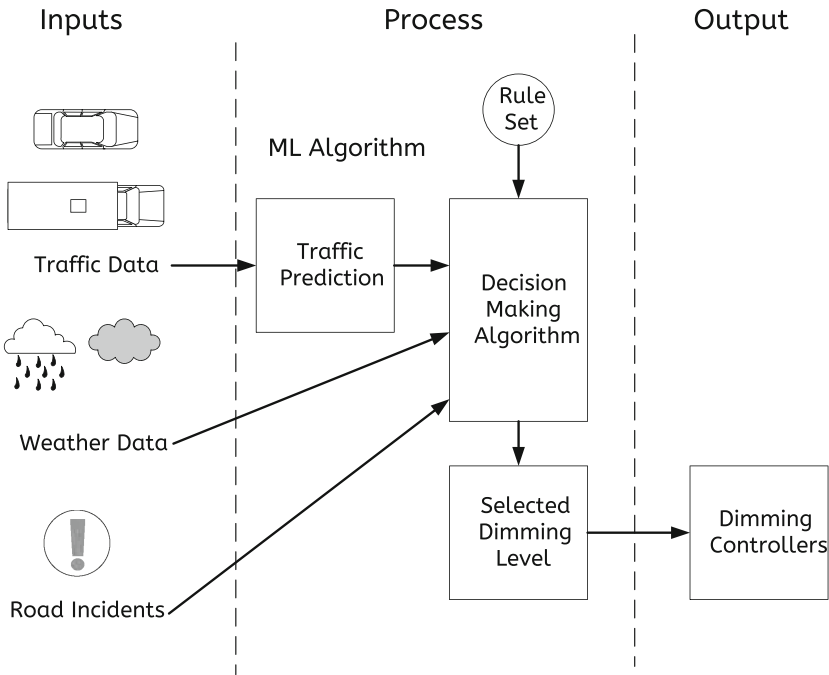 Inputs
Process
Output
Rule
Set
ML Algorithm
Traffic
Prediction
Traffic Data
Decision
Making
Algorithm
Weather Data
Selected
Dimming
Level
Dimming
Controllers
Road Incidents